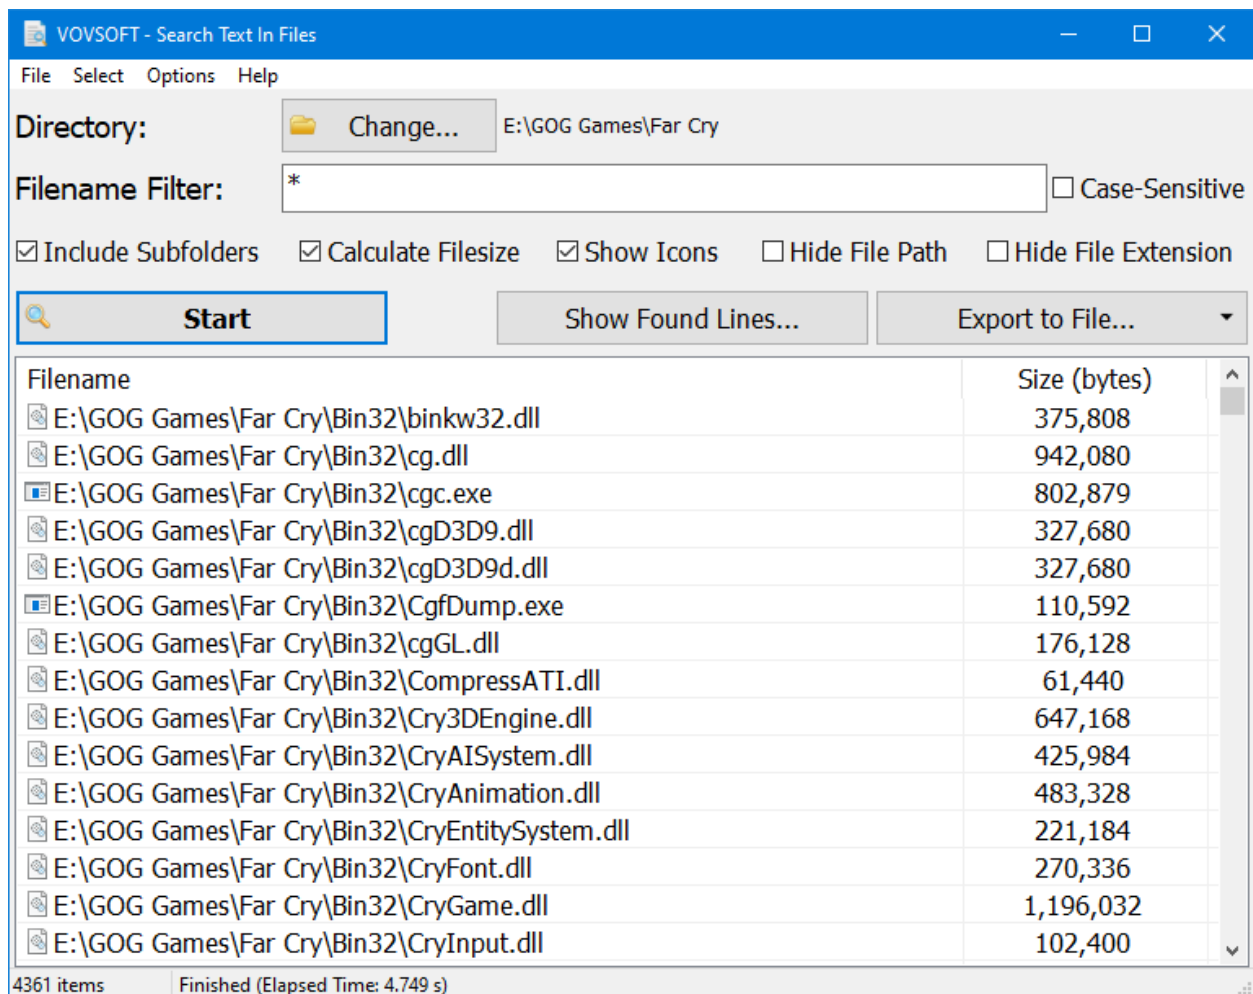 VOVSOFT - Search Text In Files
File Select Options Help
Directory: Change... E:\GOG Games\Far Cry
Filename Filter: * Case-Sensitive
Include Subfolders Calculate Filesize Show Icons Hide File Path Hide File Extension
Start Show Found Lines... Export to File...
Filename Size (bytes)
E:\GOG Games\Far Cry\Bin32\binkw32.dll 375,808
E:\GOG Games\Far Cry\Bin32\cg.dll 942,080
E:\GOG Games\Far Cry\Bin32\cgc.exe 802,879
E:\GOG Games\Far Cry\Bin32\cgD3D9.dll 327,680
E:\GOG Games\Far Cry\Bin32\cgD3D9d.dll 327,680
E:\GOG Games\Far Cry\Bin32\CgfDump.exe 110,592
E:\GOG Games\Far Cry\Bin32\cgGL.dll 176,128
E:\GOG Games\Far Cry\Bin32\CompressATI.dll 61,440
E:\GOG Games\Far Cry\Bin32\Cry3DEngine.dll 647,168
E:\GOG Games\Far Cry\Bin32\CryAISystem.dll 425,984
E:\GOG Games\Far Cry\Bin32\CryAnimation.dll 483,328
E:\GOG Games\Far Cry\Bin32\CryEntitySystem.dll 221,184
E:\GOG Games\Far Cry\Bin32\CryFont.dll 270,336
E:\GOG Games\Far Cry\Bin32\CryGame.dll 1,196,032
E:\GOG Games\Far Cry\Bin32\CryInput.dll 102,400
4361 items Finished (Elapsed Time: 4.749 s)